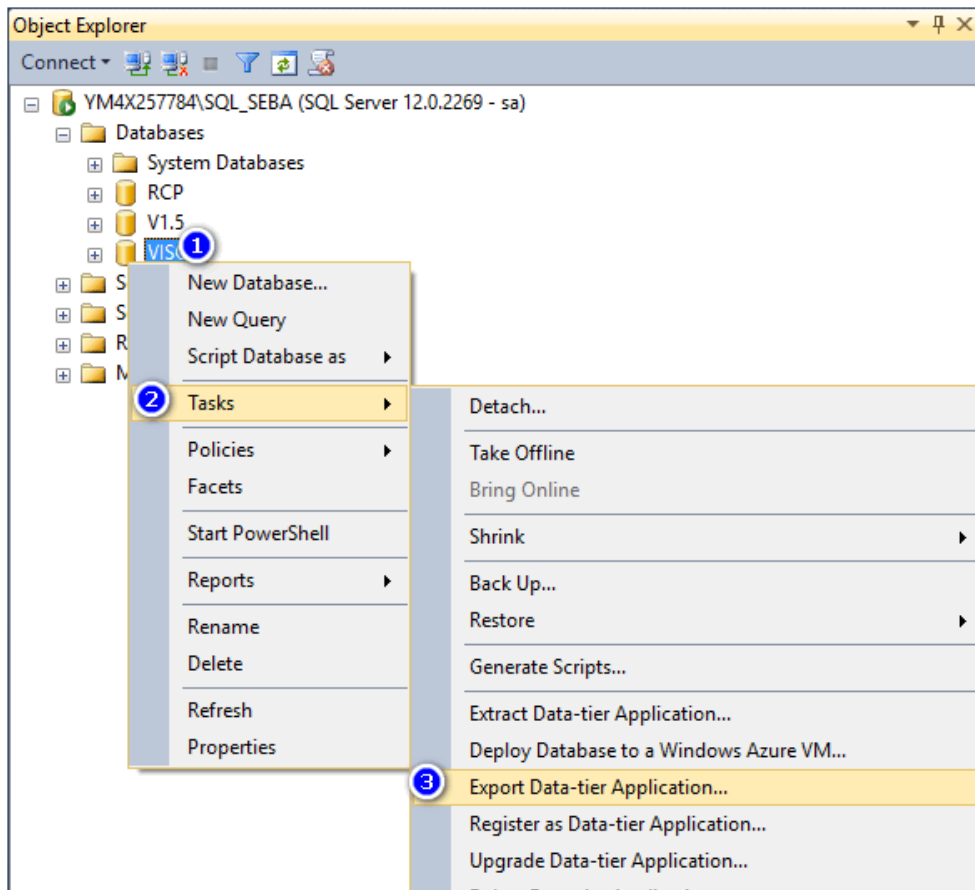 Object Explorer
Connect
YM4X257784\SQL_SEBA (SQL Server 12.0.2269 - sa)
Databases
System Databases
RCP
V1.5
1
New Database...
New Query
Script Database as
2
Tasks
Policies
Facets
Start PowerShell
Reports
Rename
Delete
Refresh
Properties
Detach...
Take Offline
Bring Online
Shrink
Back Up...
Restore
Generate Scripts...
Extract Data-tier Application...
Deploy Database to a Windows Azure VM...
3
Export Data-tier Application...
Register as Data-tier Application...
Upgrade Data-tier Application...